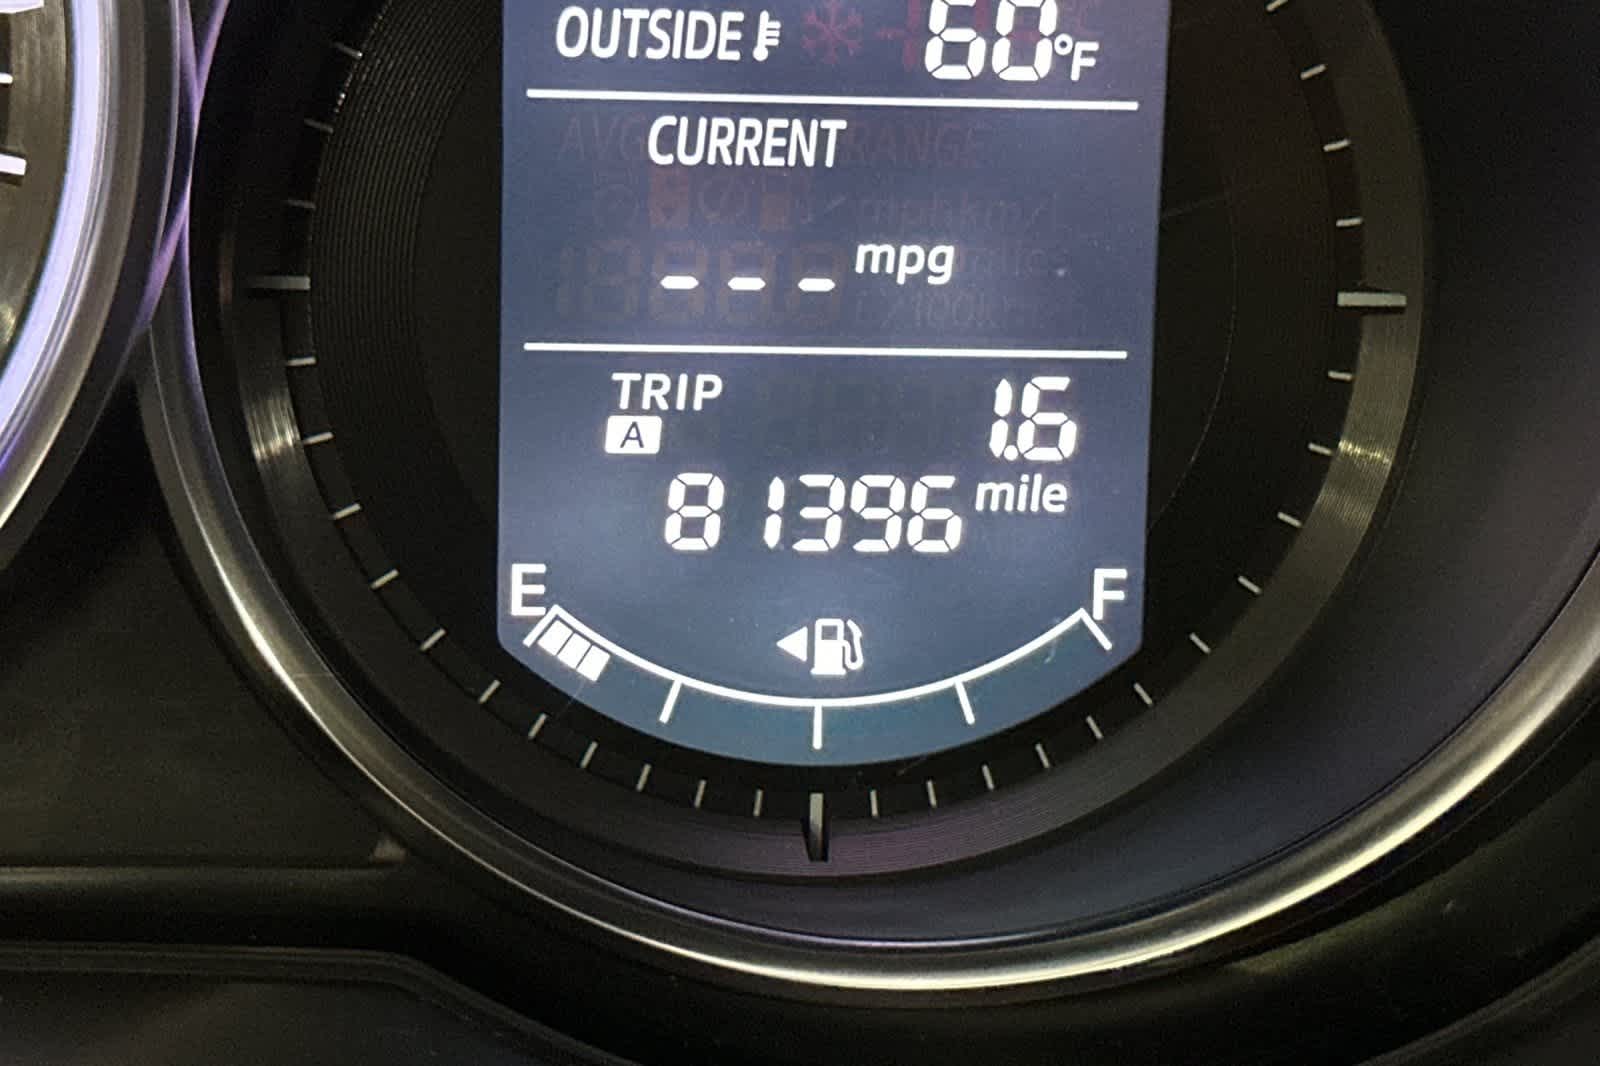 OUTSIDE 60°F
CURRENT
--- mpg
TRIP 1.6
A
81396 mile
E F